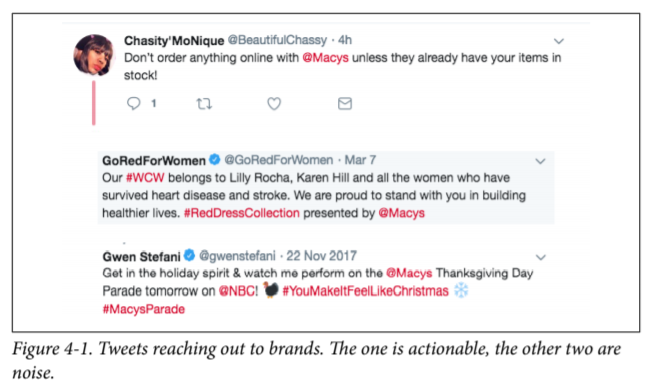 Chasity'MoNique @BeautifulChassy · 4h
Don't order anything online with @Macys unless they already have your items in
stock!
1
GoRedForWomen @GoRedForWomen · Mar 7
Our #WCW belongs to Lilly Rocha, Karen Hill and all the women who have
survived heart disease and stroke. We are proud to stand with you in building
healthier lives. #RedDressCollection presented by @Macys
Gwen Stefani @gwenstefani · 22 Nov 2017
Get in the holiday spirit & watch me perform on the @Macys Thanksgiving Day
Parade tomorrow on @NBC! 🦃 #YouMakeItFeelLikeChristmas ❄️
#MacysParade
Figure 4-1. Tweets reaching out to brands. The one is actionable, the other two are
noise.